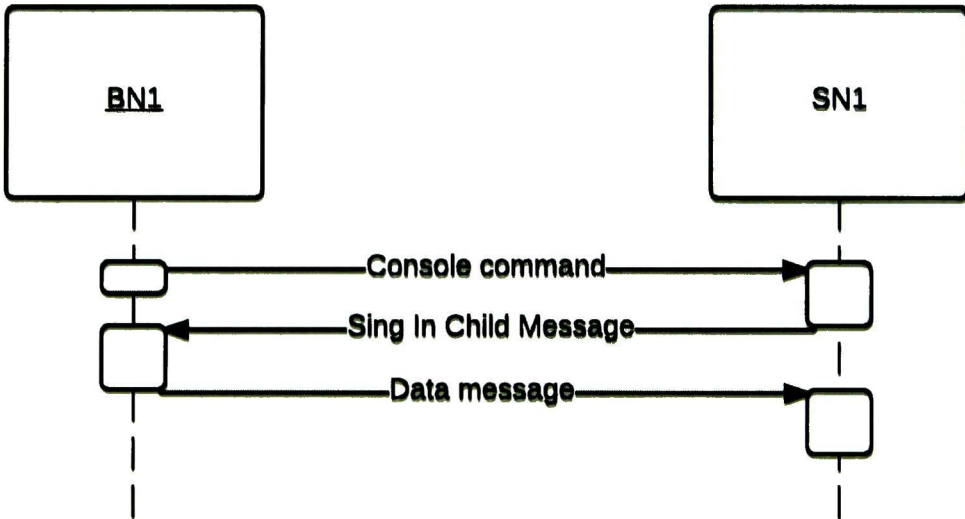 BN1
SN1
Console command
Sing In Child Message
Data message